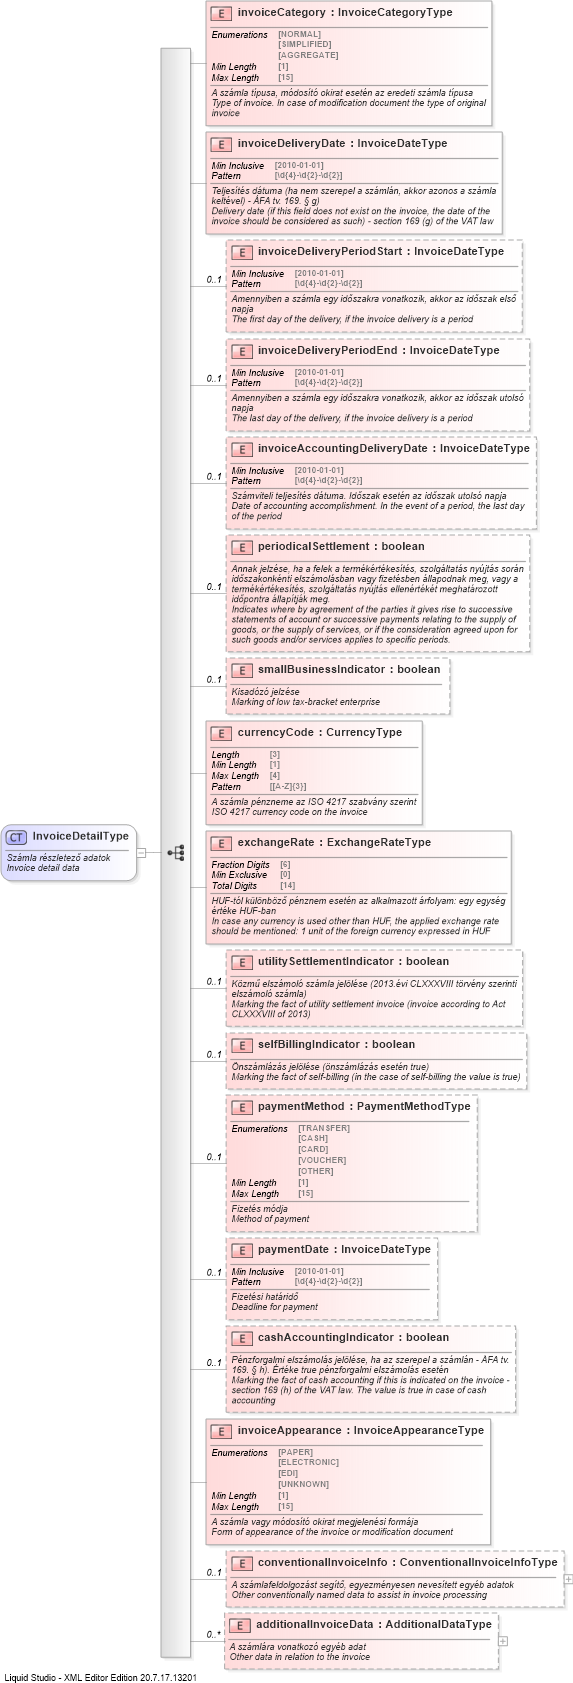 E invoiceCategory : InvoiceCategoryType
Enumerations [NORMAL]
[SIMPLIFIED]
[AGGREGATE]
Min Length [1]
Max Length [15]
A számla típusa, módosító okirat esetén az eredeti számla típusa
Type of invoice. In case of modification document the type of original
invoice
E invoiceDeliveryDate : InvoiceDateType
Min Inclusive [2010-01-01]
Pattern [\d{4}-\d{2}-\d{2}]
Teljesítés dátuma (ha nem szerepel a számlán, akkor azonos a számla
keltével) - ÁFA tv. 169. § g)
Delivery date (if this field does not exist on the invoice, the date of the
invoice should be considered as such) - section 169 (g) of the VAT law
E invoiceDeliveryPeriodStart : InvoiceDateType
0..1
Min Inclusive [2010-01-01]
Pattern [\d{4}-\d{2}-\d{2}]
Amennyiben a számla egy időszakra vonatkozik, akkor az időszak első
napja
The first day of the delivery, if the invoice delivery is a period
E invoiceDeliveryPeriodEnd : InvoiceDateType
0..1
Min Inclusive [2010-01-01]
Pattern [\d{4}-\d{2}-\d{2}]
Amennyiben a számla egy időszakra vonatkozik, akkor az időszak utolsó
napja
The last day of the delivery, if the invoice delivery is a period
E invoiceAccountingDeliveryDate : InvoiceDateType
0..1
Min Inclusive [2010-01-01]
Pattern [\d{4}-\d{2}-\d{2}]
Számviteli teljesítés dátuma. Időszak esetén az időszak utolsó napja
Date of accounting accomplishment. In the event of a period, the last day
of the period
E periodicalSettlement : boolean
0..1
Annak jelzése, ha a felek a termékértékesítés, szolgáltatás nyújtás során
időszakonkénti elszámolásban vagy fizetésben állapodnak meg, vagy a
termékértékesítés, szolgáltatás nyújtás ellenértékét meghatározott
időpontra állapítják meg.
Indicates where by agreement of the parties it gives rise to successive
statements of account or successive payments relating to the supply of
goods, or the supply of services, or if the consideration agreed upon for
such goods and/or services applies to specific periods.
E smallBusinessIndicator : boolean
0..1
Kisadózó jelzése
Marking of low tax-bracket enterprise
E currencyCode : CurrencyType
Length [3]
Min Length [1]
Max Length [4]
Pattern [[A-Z]{3}]
A számla pénzneme az ISO 4217 szabvány szerint
ISO 4217 currency code on the invoice
CT InvoiceDetailType
Számla részletező adatok
Invoice detail data
E exchangeRate : ExchangeRateType
Fraction Digits [6]
Min Exclusive [0]
Total Digits [14]
HUF-tól különböző pénznem esetén az alkalmazott árfolyam: egy egység
értéke HUF-ban
In case any currency is used other than HUF, the applied exchange rate
should be mentioned: 1 unit of the foreign currency expressed in HUF
E utilitySettlementIndicator : boolean
0..1
Közmű elszámoló számla jelölése (2013.évi CLXXXVIII törvény szerinti
elszámoló számla)
Marking the fact of utility settlement invoice (invoice according to Act
CLXXXVIII of 2013)
E selfBillingIndicator : boolean
0..1
Önszámlázás jelölése (önszámlázás esetén true)
Marking the fact of self-billing (in the case of self-billing the value is true)
E paymentMethod : PaymentMethodType
0..1
Enumerations [TRANSFER]
[CASH]
[CARD]
[VOUCHER]
[OTHER]
Min Length [1]
Max Length [15]
Fizetés módja
Method of payment
E paymentDate : InvoiceDateType
0..1
Min Inclusive [2010-01-01]
Pattern [\d{4}-\d{2}-\d{2}]
Fizetési határidő
Deadline for payment
E cashAccountingIndicator : boolean
0..1
Pénzforgalmi elszámolás jelölése, ha az szerepel a számlán - ÁFA tv.
169. § h). Értéke true pénzforgalmi elszámolás esetén
Marking the fact of cash accounting if this is indicated on the invoice -
section 169 (h) of the VAT law. The value is true in case of cash
accounting
E invoiceAppearance : InvoiceAppearanceType
Enumerations [PAPER]
[ELECTRONIC]
[EDI]
[UNKNOWN]
Min Length [1]
Max Length [15]
A számla vagy módosító okirat megjelenési formája
Form of appearance of the invoice or modification document
E conventionalInvoiceInfo : ConventionalInvoiceInfoType
0..1
A számlafeldolgozást segítő, egyezményesen nevesített egyéb adatok
Other conventionally named data to assist in invoice processing
E additionalInvoiceData : AdditionalDataType
0..*
A számlára vonatkozó egyéb adat
Other data in relation to the invoice
Liquid Studio - XML Editor Edition 20.7.17.13201